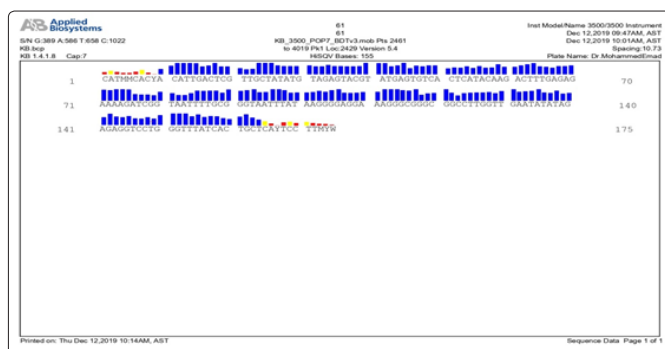 AB Applied Biosystems
61
61
Inst Model/Name 3500/3500 Instrument
Dec 12,2019 09:47AM, AST
S/N G:389 A:586 T:658 C:1022
KB_3500_POP7_BDTv3.mob Pts 2461
Dec 12,2019 10:01AM, AST
KB.bcp
to 4019 Pk1 Loc:2429 Version 5.4
Spacing:10.73
KB 1.4.1.8 Cap:7
HiSQV Bases: 155
Plate Name: Dr.MohammedEmad
1 CATMMCACYA CATTGACTCG TTGCTATATG TAGAGTACGT ATGAGTGTCA CTCATACAAG ACTTTGAGAG 70
71 AAAAGATCGG TAATTTTGCG GGTAATTTAT AAGGGGAGGA AAGGGCGGGC GGCCTTGGTT GAATATATAG 140
141 AGAGGTCCTG GGTTTATCAC TGCTCATTCC TTMYW 175
Printed on: Thu Dec 12,2019 10:14AM, AST
Sequence Data Page 1 of 1